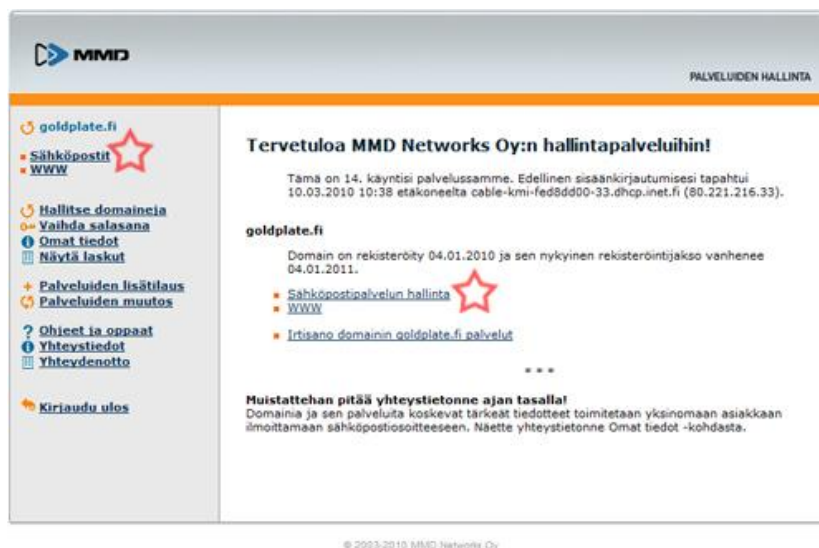 MMD
PALVELUIDEN HALLINTA
goldplate.fi
Sähköpostit
WWW
Hallitse domaineja
Vaihda salasana
Omat tiedot
Näytä laskut
Palveluiden lisätilaus
Palveluiden muutos
Ohjeet ja oppaat
Yhteystiedot
Yhteydenotto
Kirjaudu ulos
Tervetuloa MMD Networks Oy:n hallintapalveluihin!
Tämä on 14. käyntisi palvelussamme. Edellinen sisäänkirjautumisesi tapahtui
10.03.2010 10:38 etäkoneelta cable-kmi-fed8dd00-33.dhcp.inet.fi (80.221.216.33).
goldplate.fi
Domain on rekisteröity 04.01.2010 ja sen nykyinen rekisteröintijakso vanhenee
04.01.2011.
Sähköpostipalvelun hallinta
WWW
Irtisano domainin goldplate.fi palvelut
* * *
Muistattehan pitää yhteystietonne ajan tasalla!
Domainia ja sen palveluita koskevat tärkeät tiedotteet toimitetaan yksinomaan asiakkaan
ilmoittamaan sähköpostiosoitteeseen. Näette yhteystietonne Omat tiedot -kohdasta.
© 2003-2010 MMD Networks Oy